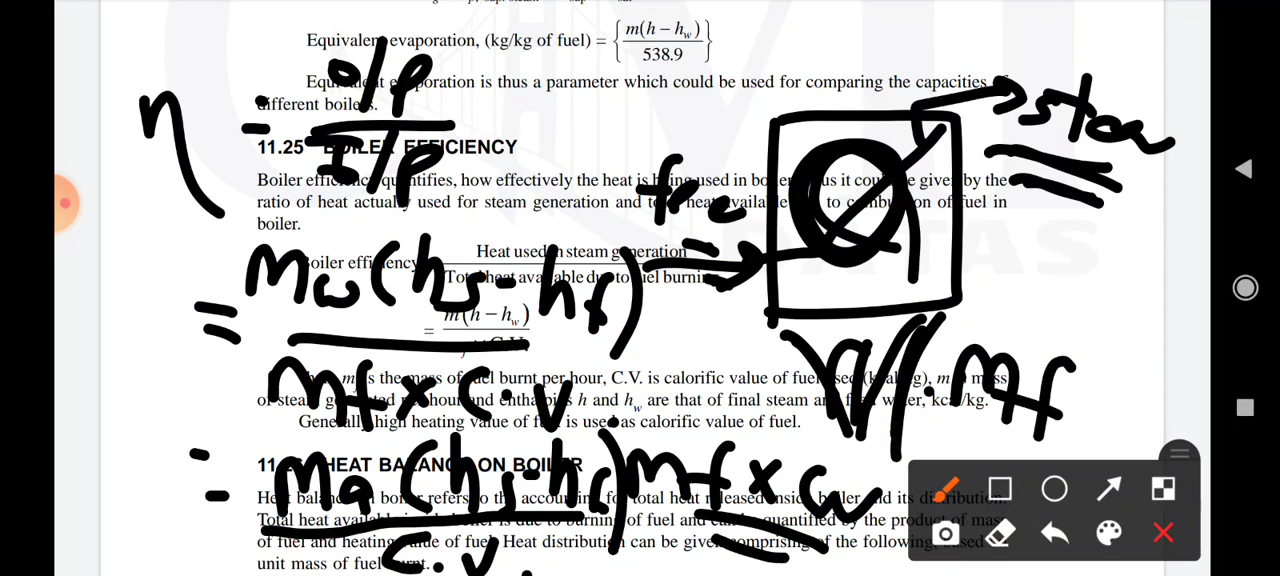 Equivalent evaporation, (kg/kg of fuel) = {m(h – hw) / 538.9}
Equivalent evaporation is thus a parameter which could be used for comparing the capacities of
different boilers.
η = o/p / I/p
steam
11.25 BOILER EFFICIENCY
Boiler efficiency quantifies, how effectively the heat is being used in boiler. Thus it could be given by the
ratio of heat actually used for steam generation and total heat available due to combustion of fuel in
boiler.
Boiler efficiency = Heat used in steam generation / Total heat available due to fuel burning
= m(h – hw)
= mw(hs - hf) / mf x C.V.
mf
m is the mass of fuel burnt per hour, C.V. is calorific value of fuel used (kcal/kg), m mass
of steam generated per hour and enthalpies h and hw are that of final steam and feed water, kcal/kg.
Generally high heating value of fuel is used as calorific value of fuel.
11. HEAT BALANCE ON BOILER
= ma(hs-hf) / C.V. mf x
Heat balance on boiler refers to the accounting for total heat released inside boiler and its distribution.
Total heat available is due to burning of fuel and can be quantified by the product of mass
of fuel and heating value of fuel. Heat distribution can be given comprising of the following, based
unit mass of fuel burnt.